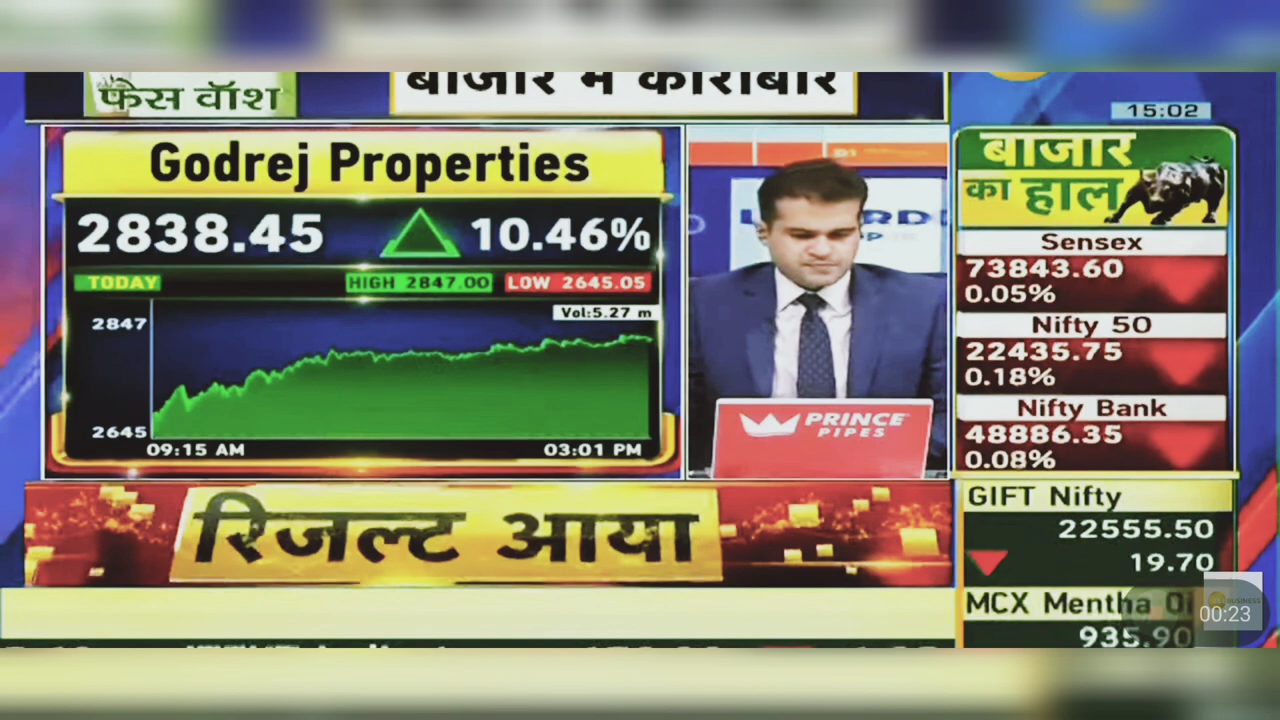 फेस वॉश
बाजार में कारोबार
15:02
Godrej Properties
2838.45 10.46%
TODAY HIGH 2847.00 LOW 2645.05
Vol:5.27 m
2847
2645
09:15 AM 03:01 PM
PRINCE
PIPES
बाजार
का हाल
Sensex
73843.60
0.05%
Nifty 50
22435.75
0.18%
Nifty Bank
48886.35
0.08%
GIFT Nifty
22555.50
19.70
MCX Mentha
935.90
रिजल्ट आया
BUSINESS
00:23